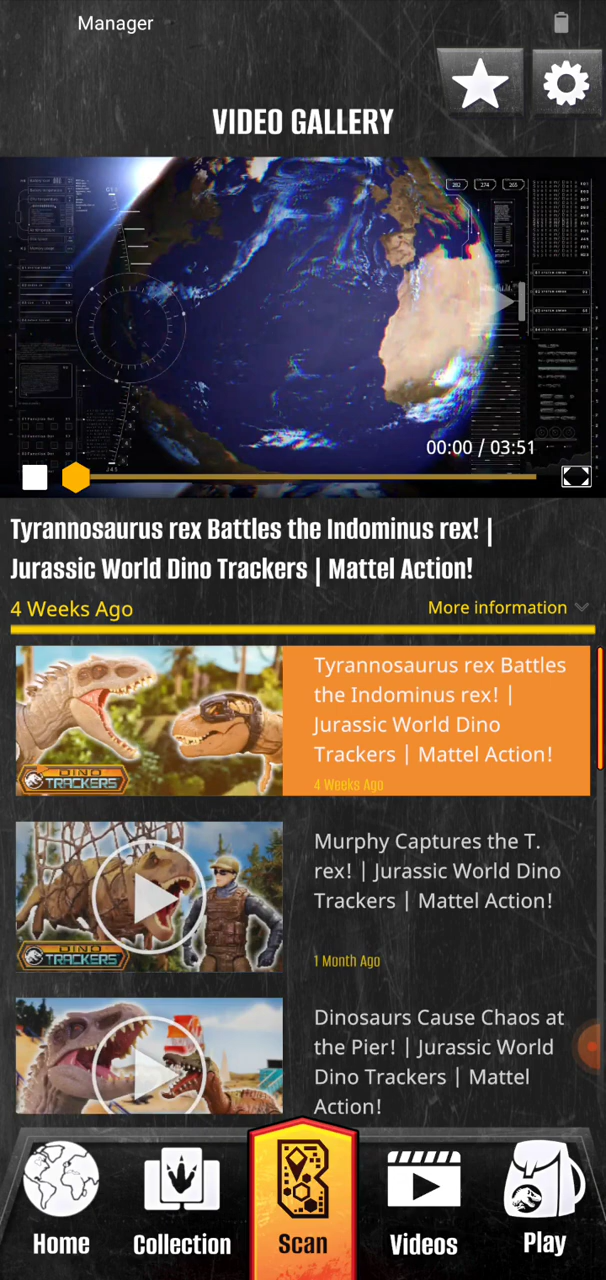 Manager
VIDEO GALLERY
282 274 265
00:00 / 03:51
Tyrannosaurus rex Battles the Indominus rex! |
Jurassic World Dino Trackers | Mattel Action!
4 Weeks Ago
More information
Tyrannosaurus rex Battles
the Indominus rex! |
Jurassic World Dino
Trackers | Mattel Action!
4 Weeks Ago
DINO
TRACKERS
Murphy Captures the T.
rex! | Jurassic World Dino
Trackers | Mattel Action!
1 Month Ago
DINO
TRACKERS
Dinosaurs Cause Chaos at
the Pier! | Jurassic World
Dino Trackers | Mattel
Action!
Home
Collection
Scan
Videos
Play